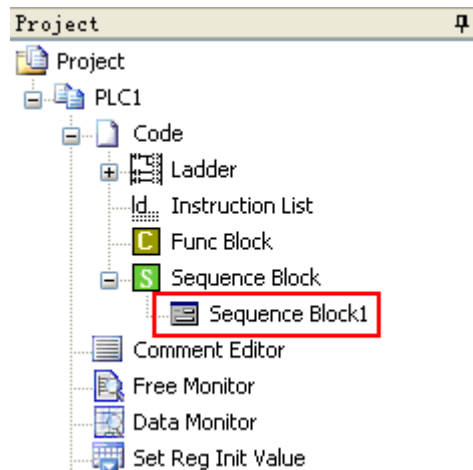 Project
Project
PLC1
Code
Ladder
ld... Instruction List
C Func Block
S Sequence Block
Sequence Block1
Comment Editor
Free Monitor
Data Monitor
Set Reg Init Value